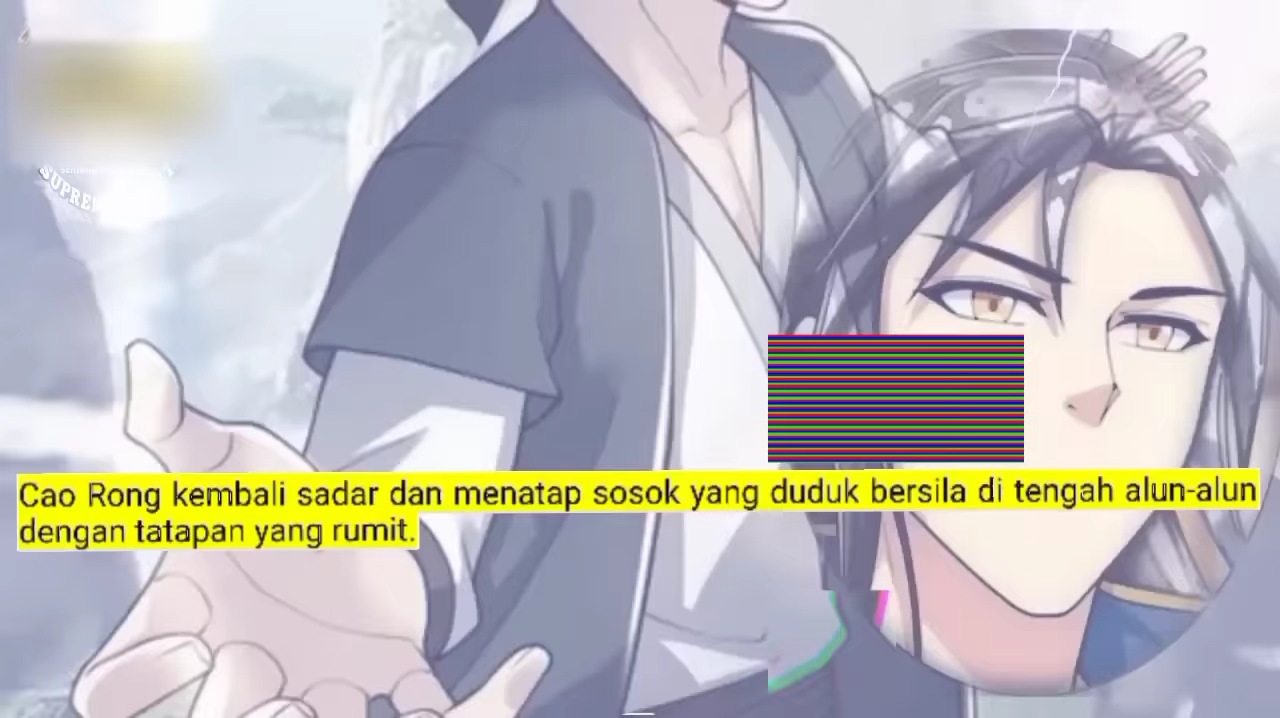 Cao Rong kembali sadar dan menatap sosok yang duduk bersila di tengah alun-alun
dengan tatapan yang rumit.